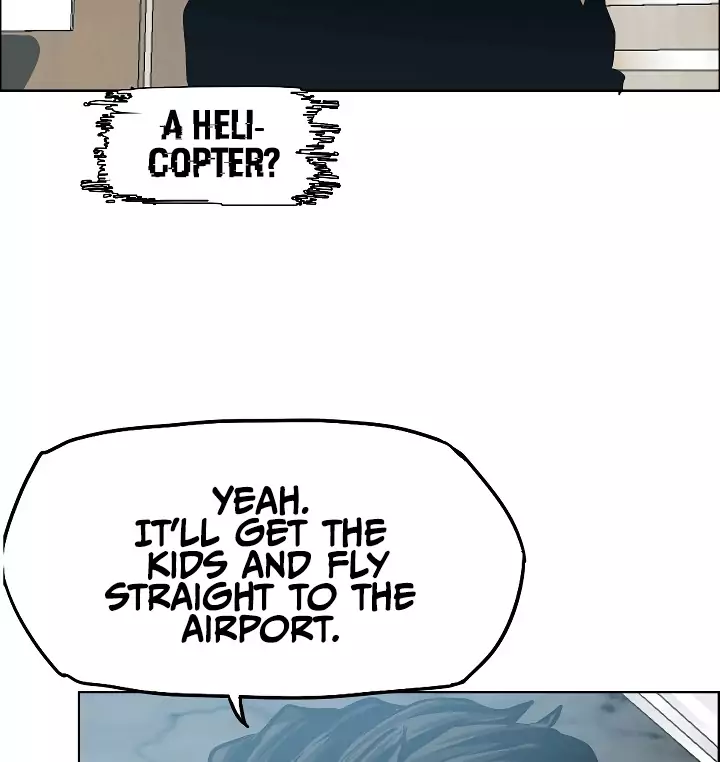 A HELI-
COPTER?
YEAH.
IT'LL GET THE
KIDS AND FLY
STRAIGHT TO THE
AIRPORT.